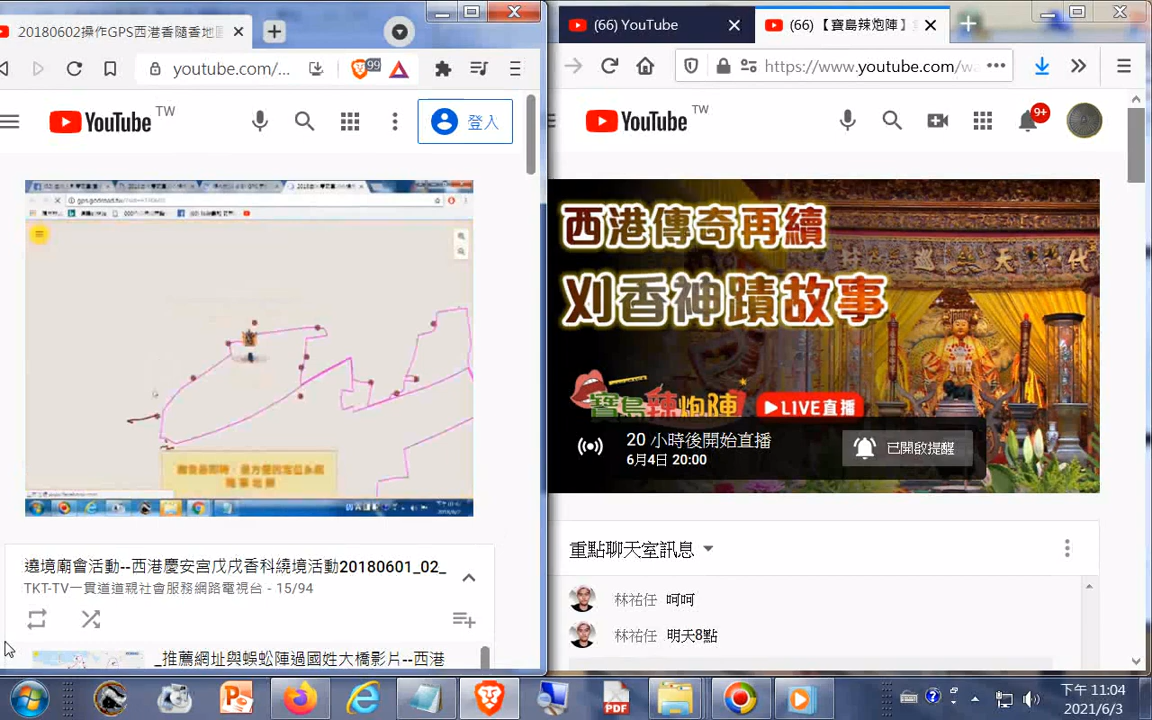 20180602操作GPS西港香隨香地
youtube.com/...
99
YouTube TW
登入
遶境廟會活動--西港慶安宮戊戌香科繞境活動20180601_02_
TKT-TV一貫道道親社會服務網路電視台 - 15/94
_推薦網址與蜈蚣陣過國姓大橋影片--西港
(66) YouTube
(66) 【寶島辣炮陣】
https://www.youtube.com/wa
YouTube TW
9+
西港傳奇再續
刈香神蹟故事
寶島辣炮陣
LIVE直播
20 小時後開始直播
6月4日 20:00
已開啟提醒
重點聊天室訊息
林祐任 呵呵
林祐任 明天8點
PDF
下午 11:04
2021/6/3